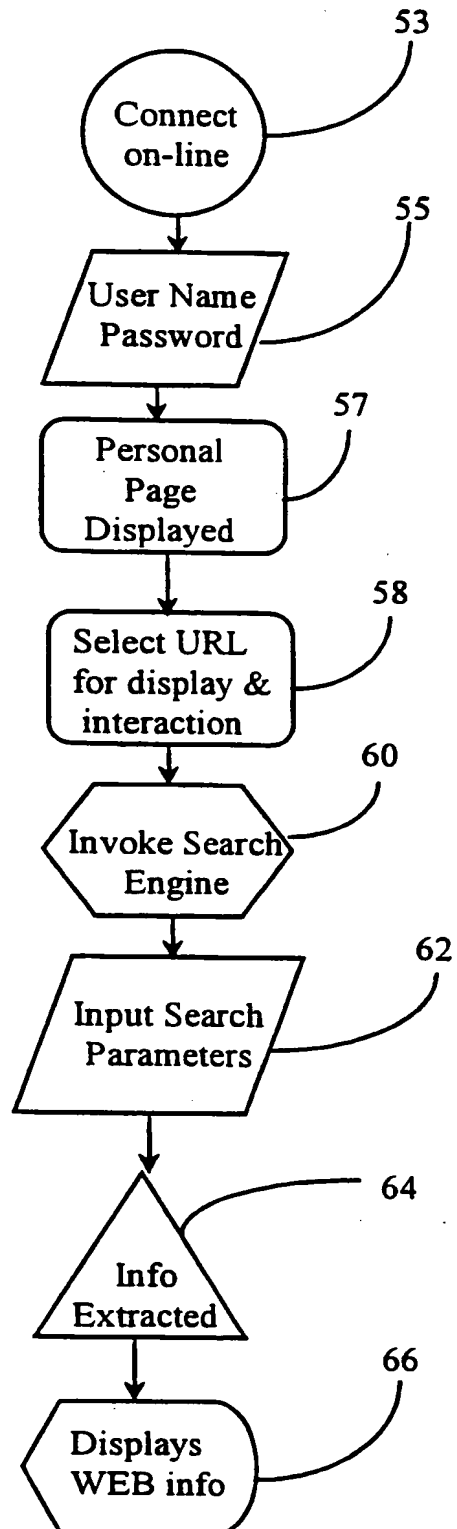 53
Connect
on-line
55
User Name
Password
57
Personal
Page
Displayed
58
Select URL
for display &
interaction
60
Invoke Search
Engine
62
Input Search
Parameters
64
Info
Extracted
66
Displays
WEB info